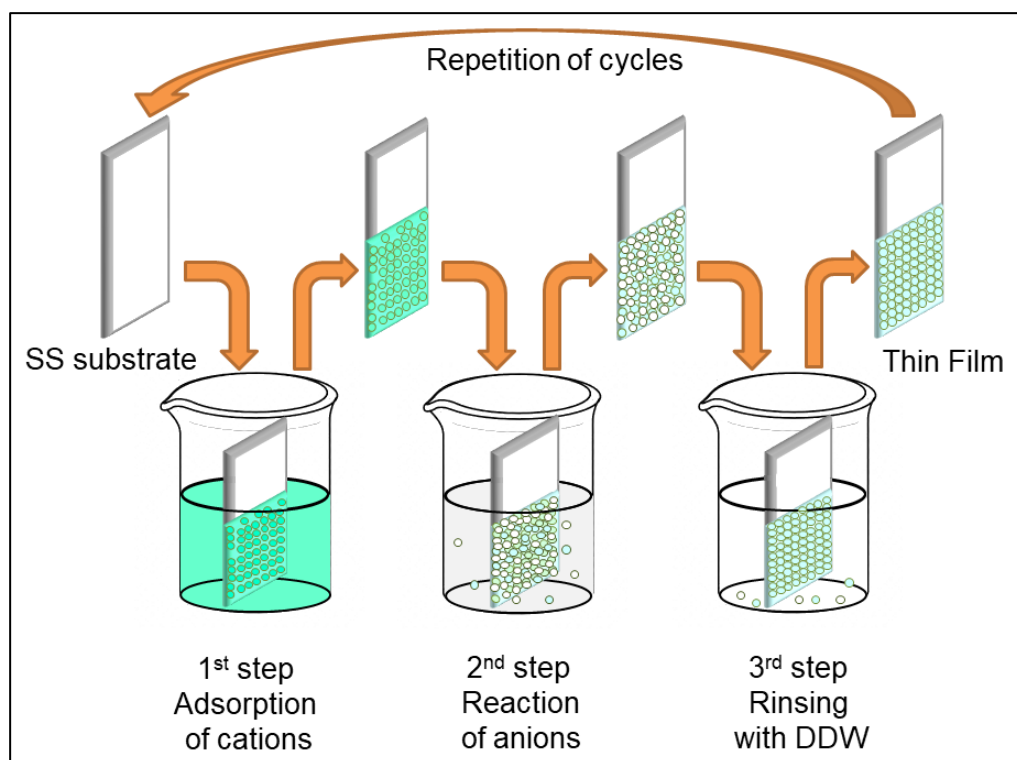 Repetition of cycles
SS substrate
Thin Film
1st step
Adsorption
of cations
2nd step
Reaction
of anions
3rd step
Rinsing
with DDW